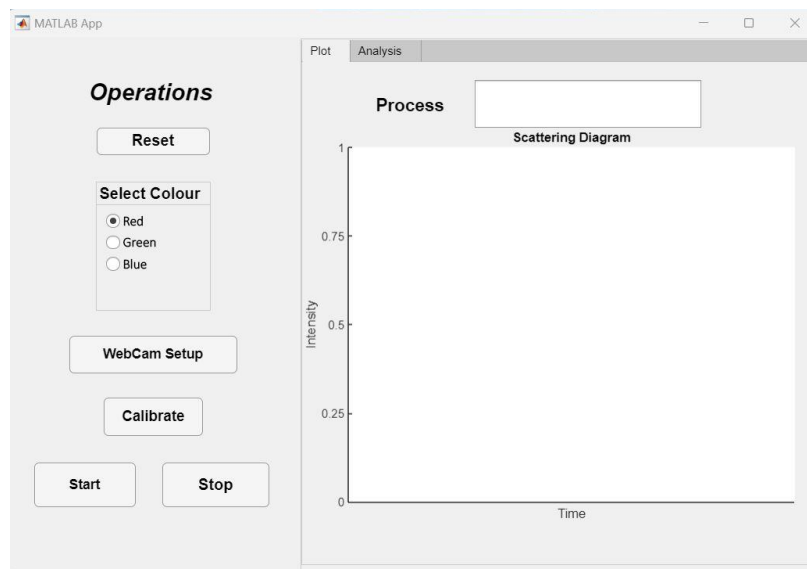 MATLAB App
Operations
Reset
Select Colour
Red
Green
Blue
WebCam Setup
Calibrate
Start Stop
Plot Analysis
Process
Scattering Diagram
1
0.75
0.5
0.25
0
Intensity
Time